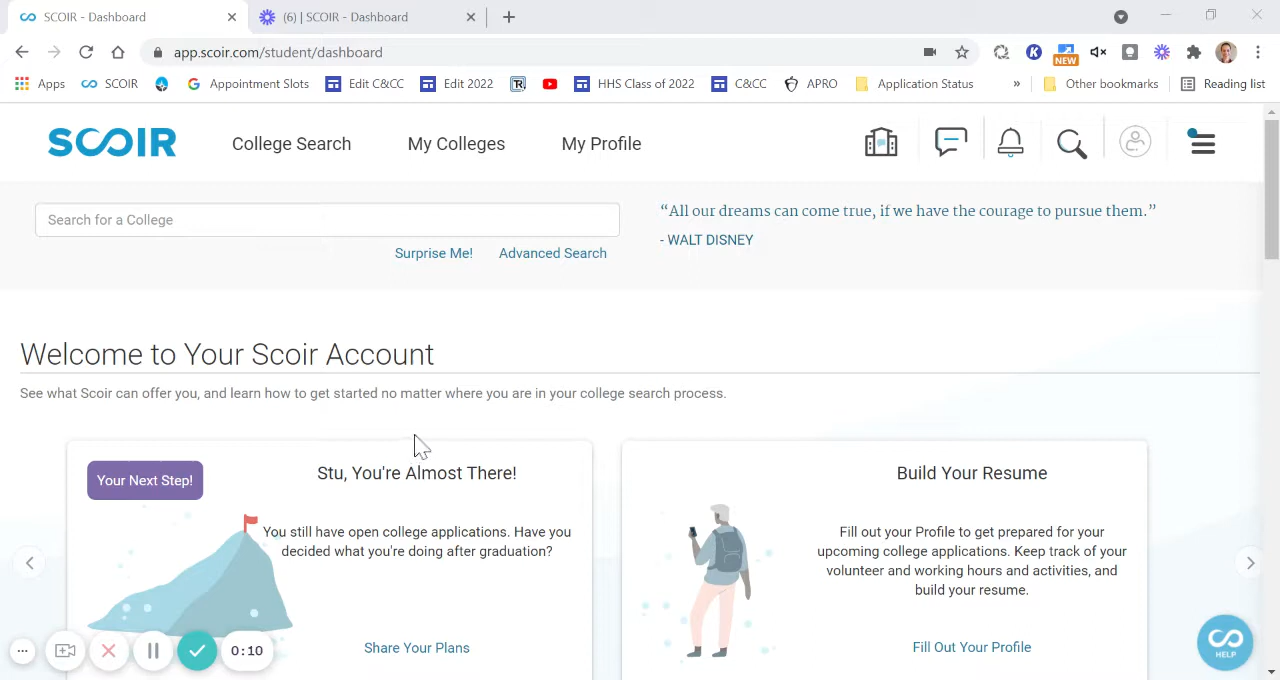 SCOIR - Dashboard
(6) | SCOIR - Dashboard
app.scoir.com/student/dashboard
NEW
Apps
SCOIR
Appointment Slots
Edit C&CC
Edit 2022
HHS Class of 2022
C&CC
APRO
Application Status
»
Other bookmarks
Reading list
SCOIR
College Search
My Colleges
My Profile
Search for a College
Surprise Me!
Advanced Search
“All our dreams can come true, if we have the courage to pursue them.”
- WALT DISNEY
Welcome to Your Scoir Account
See what Scoir can offer you, and learn how to get started no matter where you are in your college search process.
Your Next Step!
Stu, You're Almost There!
You still have open college applications. Have you
decided what you're doing after graduation?
Share Your Plans
Build Your Resume
Fill out your Profile to get prepared for your
upcoming college applications. Keep track of your
volunteer and working hours and activities, and
build your resume.
Fill Out Your Profile
0:10
HELP